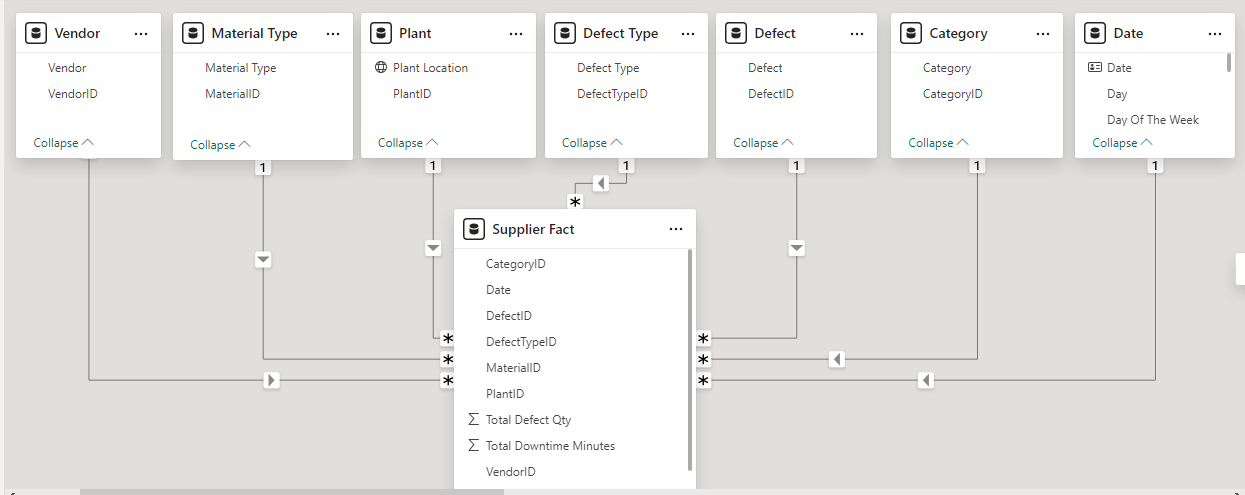 Vendor ...
Vendor
VendorID
Collapse
Material Type ...
Material Type
MaterialID
Collapse
1
Plant ...
Plant Location
PlantID
Collapse
1
Defect Type ...
Defect Type
DefectTypeID
Collapse
1
Defect ...
Defect
DefectID
Collapse
1
Category ...
Category
CategoryID
Collapse
1
Date ...
Date
Day
Day Of The Week
Collapse
1
*
Supplier Fact ...
CategoryID
Date
DefectID
DefectTypeID
MaterialID
PlantID
Σ Total Defect Qty
Σ Total Downtime Minutes
VendorID
*
*
*
*
*
*